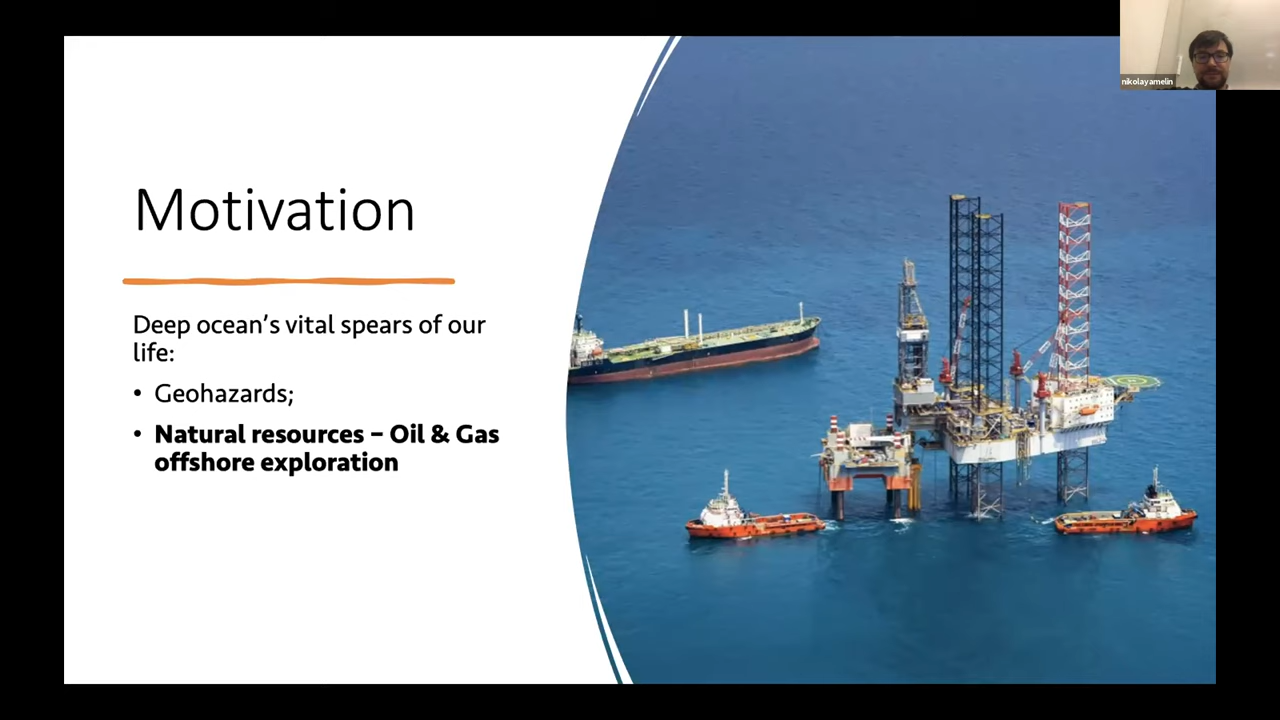 nikolayamelin
Motivation
Deep ocean's vital spears of our
life:
• Geohazards;
• Natural resources – Oil & Gas
offshore exploration